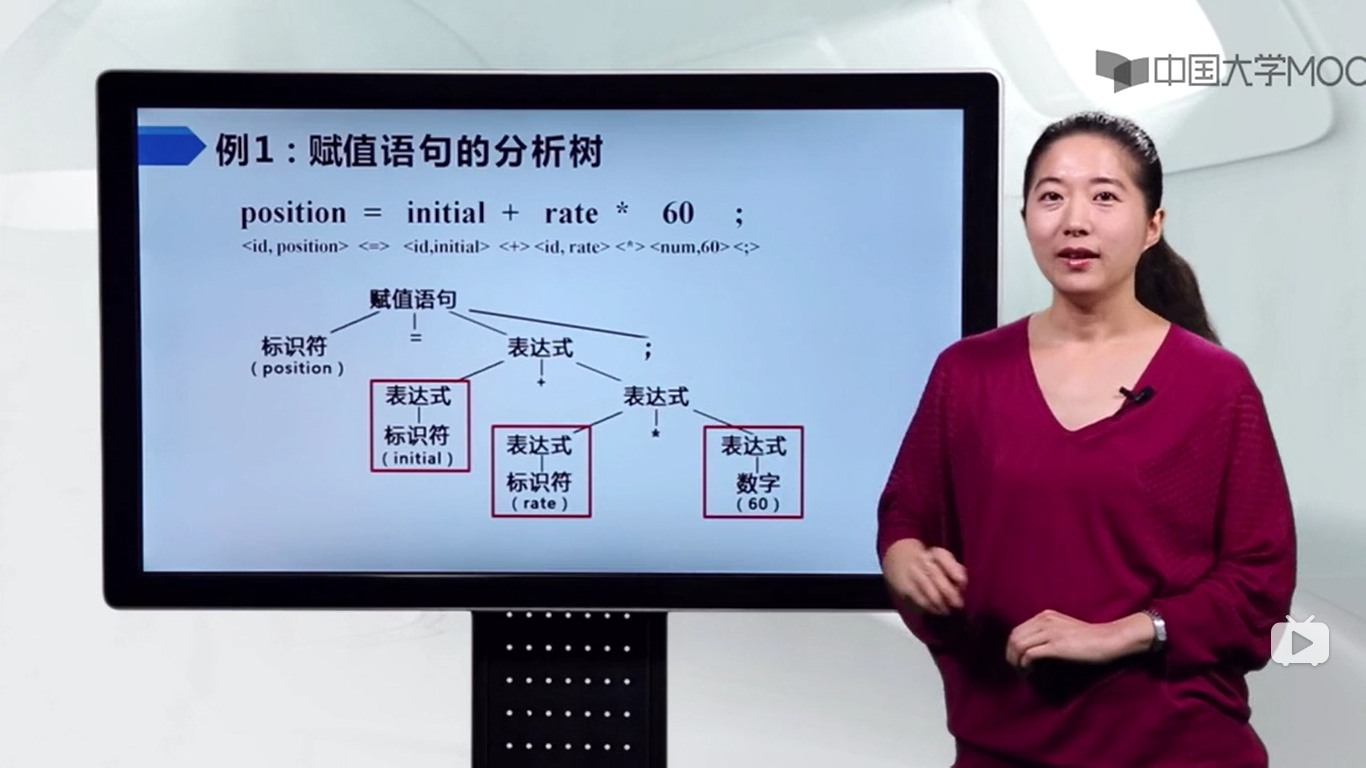 中国大学MOO
例1：赋值语句的分析树
position = initial + rate * 60 ;
<id, position> <=> <id,initial> <+> <id, rate> <*> <num,60> <;>
赋值语句
标识符 = 表达式 ;
( position )
+
表达式 表达式
标识符 *
( initial )
表达式 表达式
标识符 数字
( rate ) ( 60 )